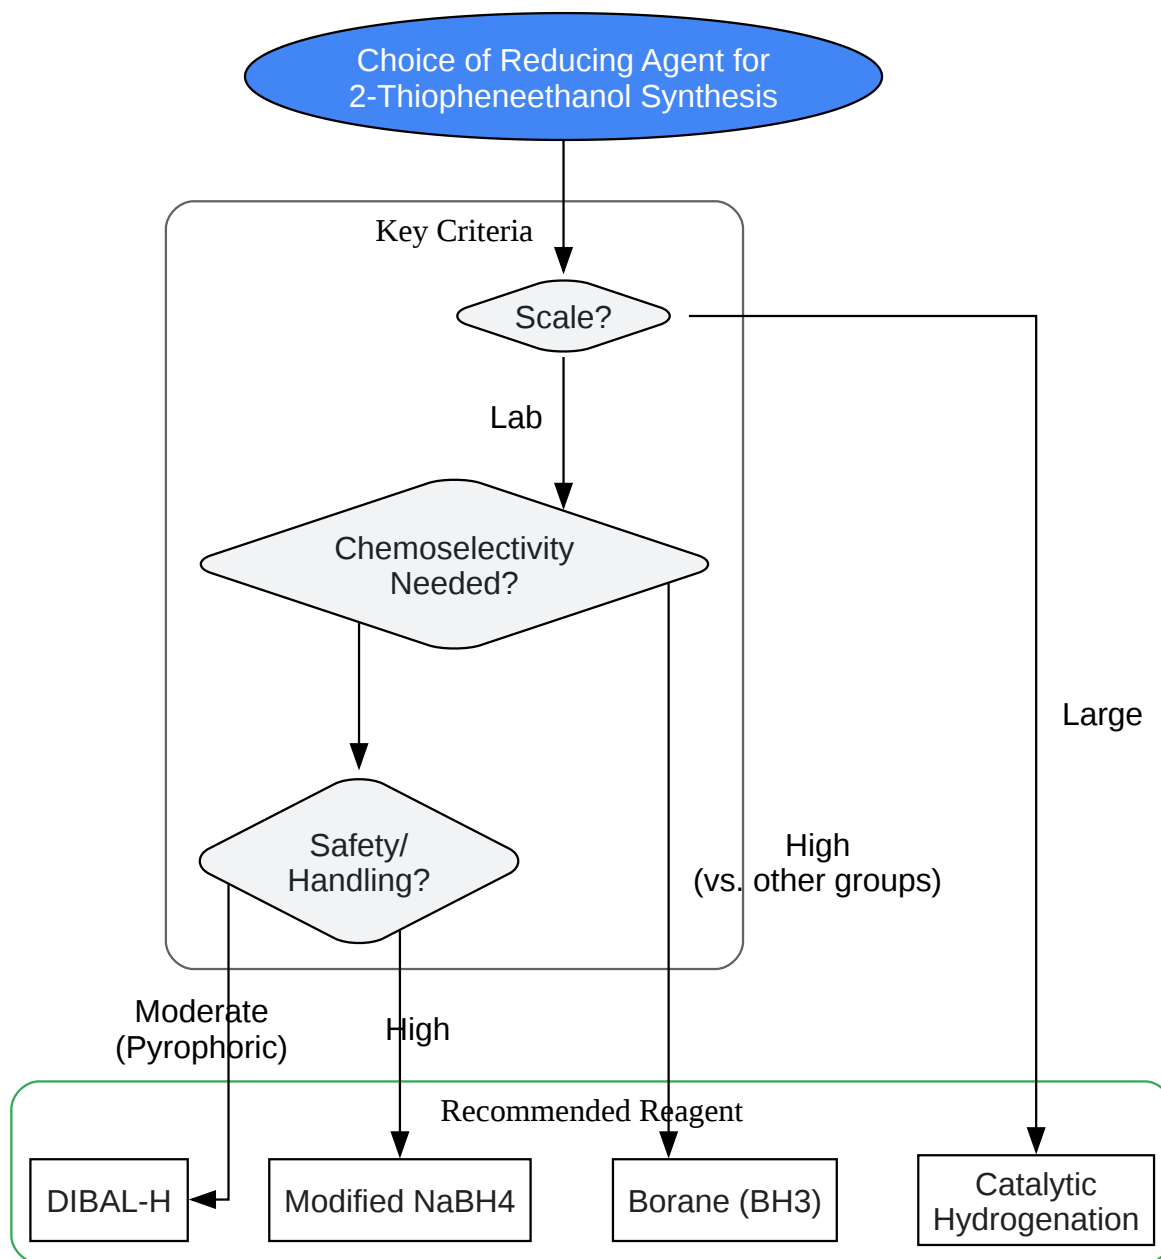 Choice of Reducing Agent for
2-Thiopheneethanol Synthesis
Key Criteria
Scale?
Lab
Chemoselectivity
Needed?
Large
Safety/
Handling?
High
(vs. other groups)
Moderate
(Pyrophoric)
High
Recommended Reagent
DIBAL-H
Modified NaBH4
Borane (BH3)
Catalytic
Hydrogenation